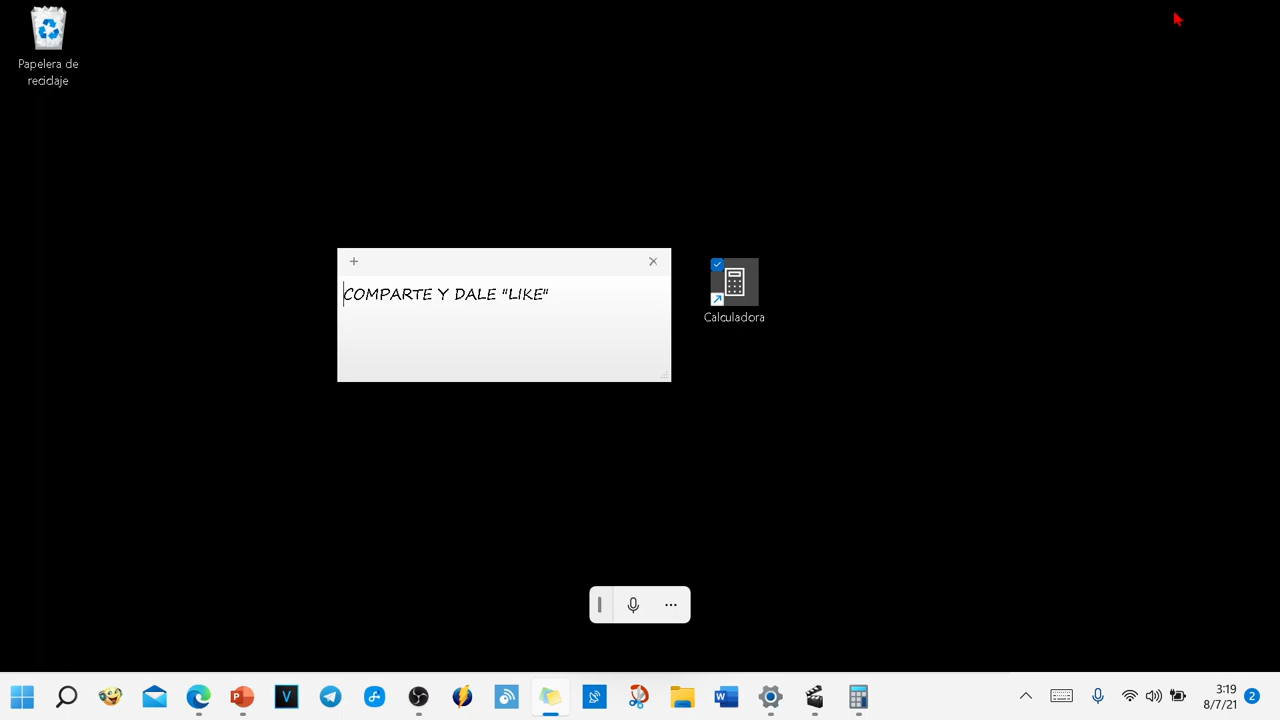 Papelera de
reciclaje
COMPARTE Y DALE "LIKE"
Calculadora
3:19
8/7/21
2